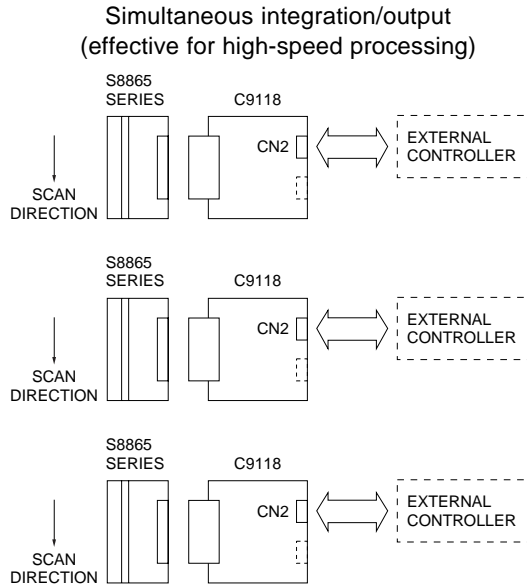 Simultaneous integration/output
(effective for high-speed processing)
S8865
SERIES
C9118
CN2
EXTERNAL
CONTROLLER
SCAN
DIRECTION
S8865
SERIES
C9118
CN2
EXTERNAL
CONTROLLER
SCAN
DIRECTION
S8865
SERIES
C9118
CN2
EXTERNAL
CONTROLLER
SCAN
DIRECTION